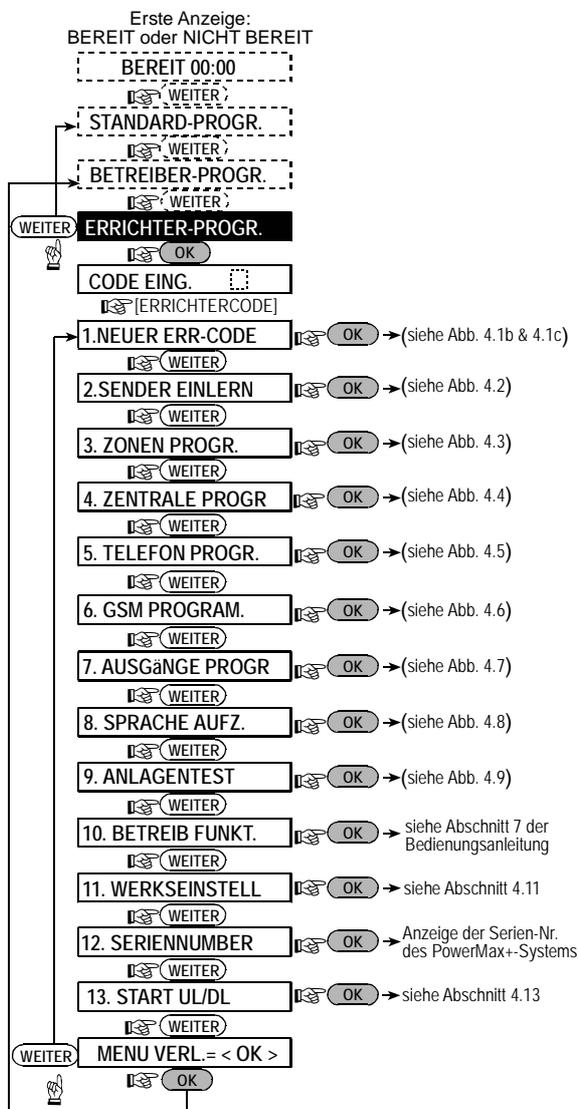 Erste Anzeige:
BEREIT oder NICHT BEREIT
BEREIT 00:00
WEITER
STANDARD-PROGR.
WEITER
BETREIBER-PROGR.
WEITER
WEITER ERRICHTER-PROGR.
OK
CODE EING.
[ERRICHTERCODE]
1.NEUER ERR-CODE OK (siehe Abb. 4.1b & 4.1c)
WEITER
2.SENDER EINLERN OK (siehe Abb. 4.2)
WEITER
3. ZONEN PROGR. OK (siehe Abb. 4.3)
WEITER
4. ZENTRALE PROGR OK (siehe Abb. 4.4)
WEITER
5. TELEFON PROGR. OK (siehe Abb. 4.5)
WEITER
6. GSM PROGRAM. OK (siehe Abb. 4.6)
WEITER
7. AUSGäNGE PROGR OK (siehe Abb. 4.7)
WEITER
8. SPRACHE AUFZ. OK (siehe Abb. 4.8)
WEITER
9. ANLAGENTEST OK (siehe Abb. 4.9)
WEITER
10. BETREIB FUNKT. OK siehe Abschnitt 7 der
Bedienungsanleitung
WEITER
11. WERKSEINSTELL OK siehe Abschnitt 4.11
WEITER
12. SERIENNUMBER OK Anzeige der Serien-Nr.
des PowerMax+-Systems
WEITER
13. START UL/DL OK siehe Abschnitt 4.13
WEITER
WEITER MENU VERL.= < OK >
OK